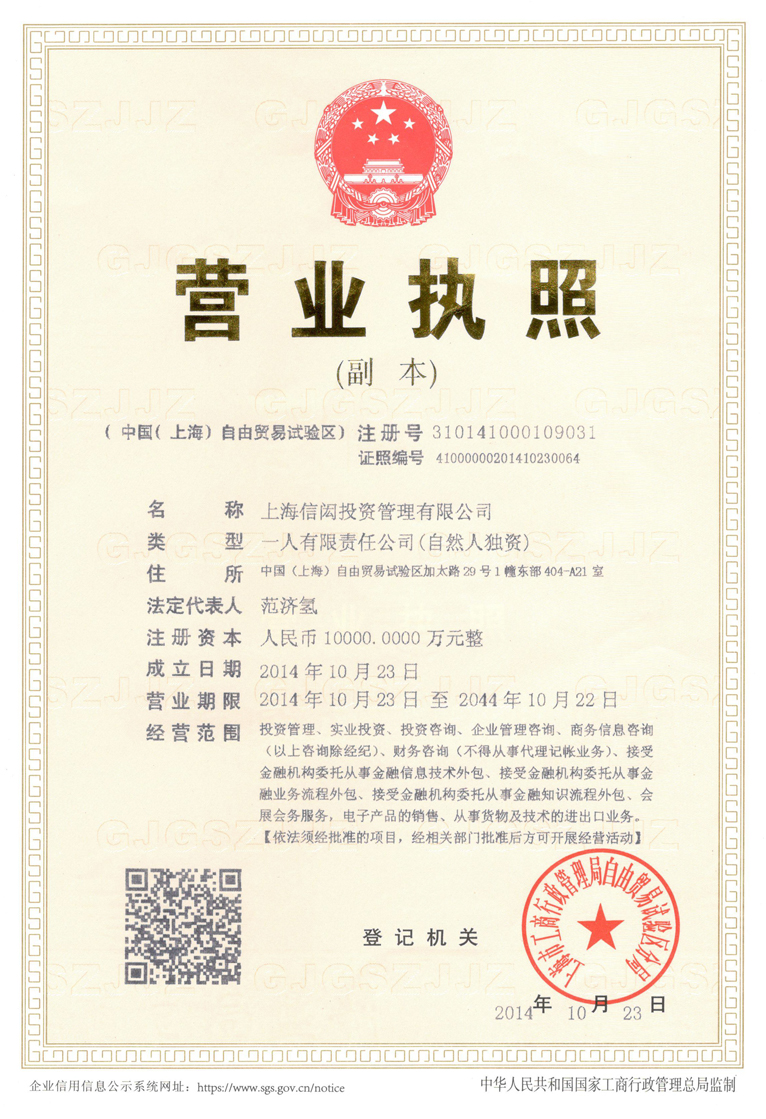 营业执照
(副 本)
(中国(上海)自由贸易试验区) 注册号 310141000109031
证照编号 41000000201410230064
名 称 上海信闳投资管理有限公司
类 型 一人有限责任公司(自然人独资)
住 所 中国(上海)自由贸易试验区加太路29号1幢东部404-A21室
法定代表人 范济氢
注册资本 人民币10000.0000万元整
成立日期 2014年10月23日
营业期限 2014年10月23日 至 2044年10月22日
经营范围 投资管理、实业投资、投资咨询、企业管理咨询、商务信息咨询
(以上咨询除经纪)、财务咨询(不得从事代理记帐业务)、接受
金融机构委托从事金融信息技术外包、接受金融机构委托从事金
融业务流程外包、接受金融机构委托从事金融知识流程外包、会
展会务服务,电子产品的销售、从事货物及技术的进出口业务。
【依法须经批准的项目,经相关部门批准后方可开展经营活动】
登记机关
上海市工商行政管理局自由贸易试验区分局
2014年10月23日
企业信用信息公示系统网址:https://www.sgs.gov.cn/notice
中华人民共和国国家工商行政管理总局监制